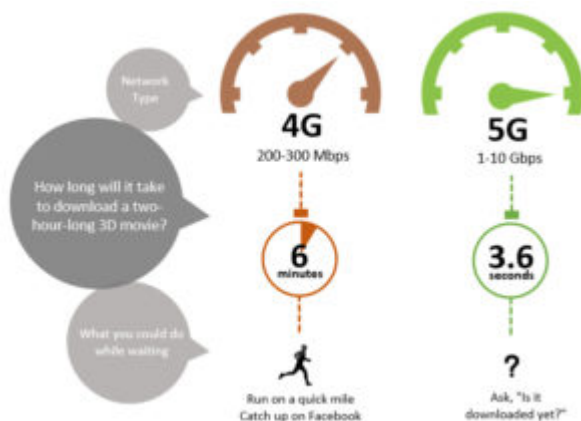 Network
Type
4G
200-300 Mbps
5G
1-10 Gbps
How long will it take
to download a two-
hour-long 3D movie?
6
minutes
3.6
seconds
What you could do
while waiting
Run on a quick mile
Catch up on Facebook
?
Ask, "Is it
downloaded yet?"